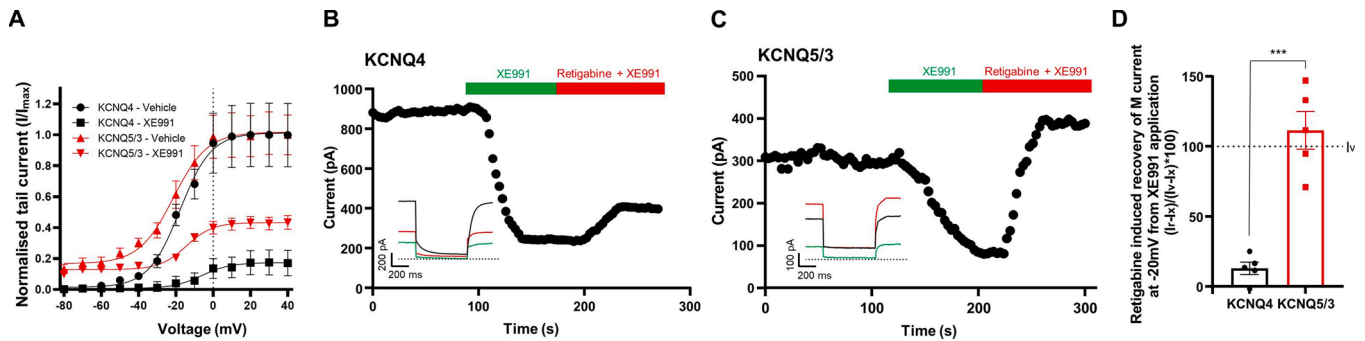 A
Normalised tail current (I/Imax)
1.2
1.0
0.8
0.6
0.4
0.2
0.0
KCNQ4 - Vehicle
KCNQ4 - XE991
KCNQ5/3 - Vehicle
KCNQ5/3 - XE991
-80 -60 -40 -20 0 20 40
Voltage (mV)
B
KCNQ4
XE991
Retigabine + XE991
Current (pA)
1000
800
600
400
200
0
200 pA
200 ms
0 100 200 300
Time (s)
C
KCNQ5/3
XE991
Retigabine + XE991
Current (pA)
500
400
300
200
100
0
100 pA
200 ms
0 100 200 300
Time (s)
D
Retigabine induced recovery of M current
at -20mV from XE991 application
(Ir-Ix)/(Iv-Ix)*100)
***
150
100
50
0
Iv
KCNQ4 KCNQ5/3